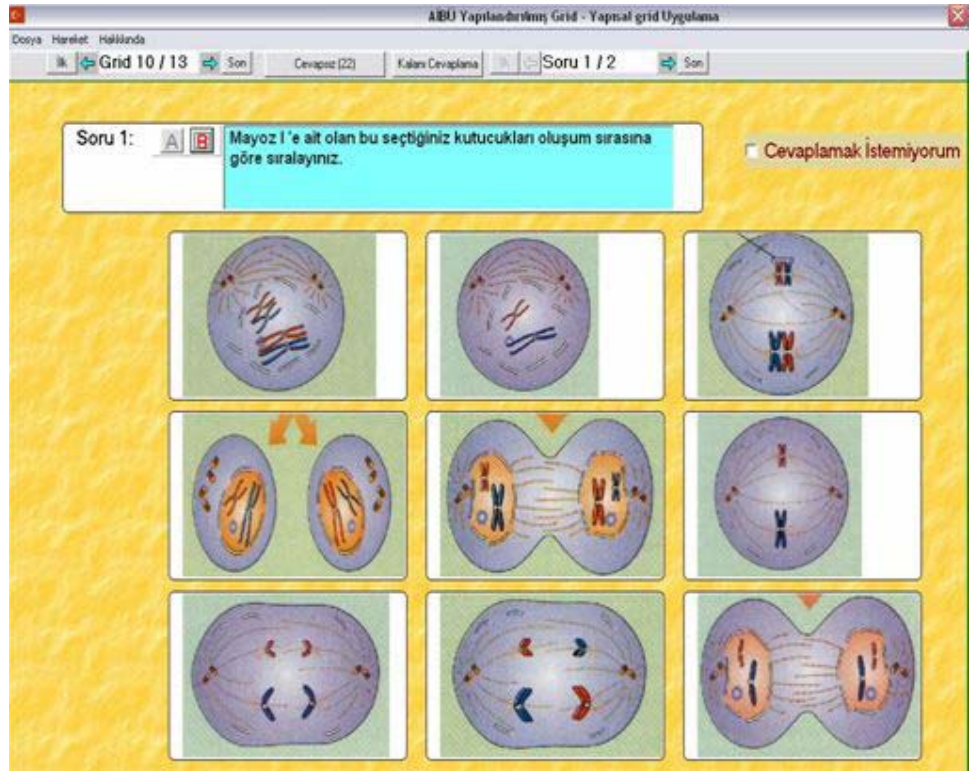 AİBÜ Yapılandırılmış Grid - Yapısal grid Uygulama
Dosya Hareket Hakkında
İlk Grid 10 / 13 Son Cevapsız (22) Kalanı Cevaplama İlk Soru 1 / 2 Son
Soru 1: A B Mayoz I 'e ait olan bu seçtiğiniz kutucukları oluşum sırasına
göre sıralayınız.
Cevaplamak İstemiyorum